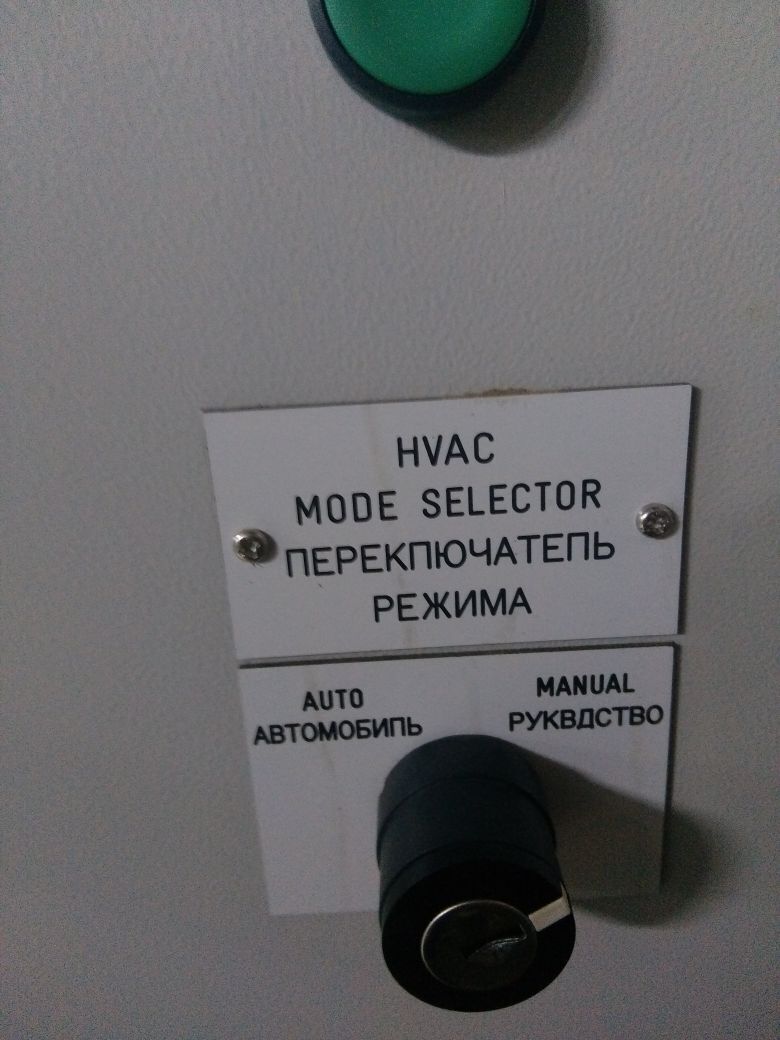 HVAC
MODE SELECTOR
ПЕРЕКПЮЧАТЕПЬ
РЕЖИМА
AUTO
АВТОМОБИПЬ
MANUAL
РУКВДСТВО